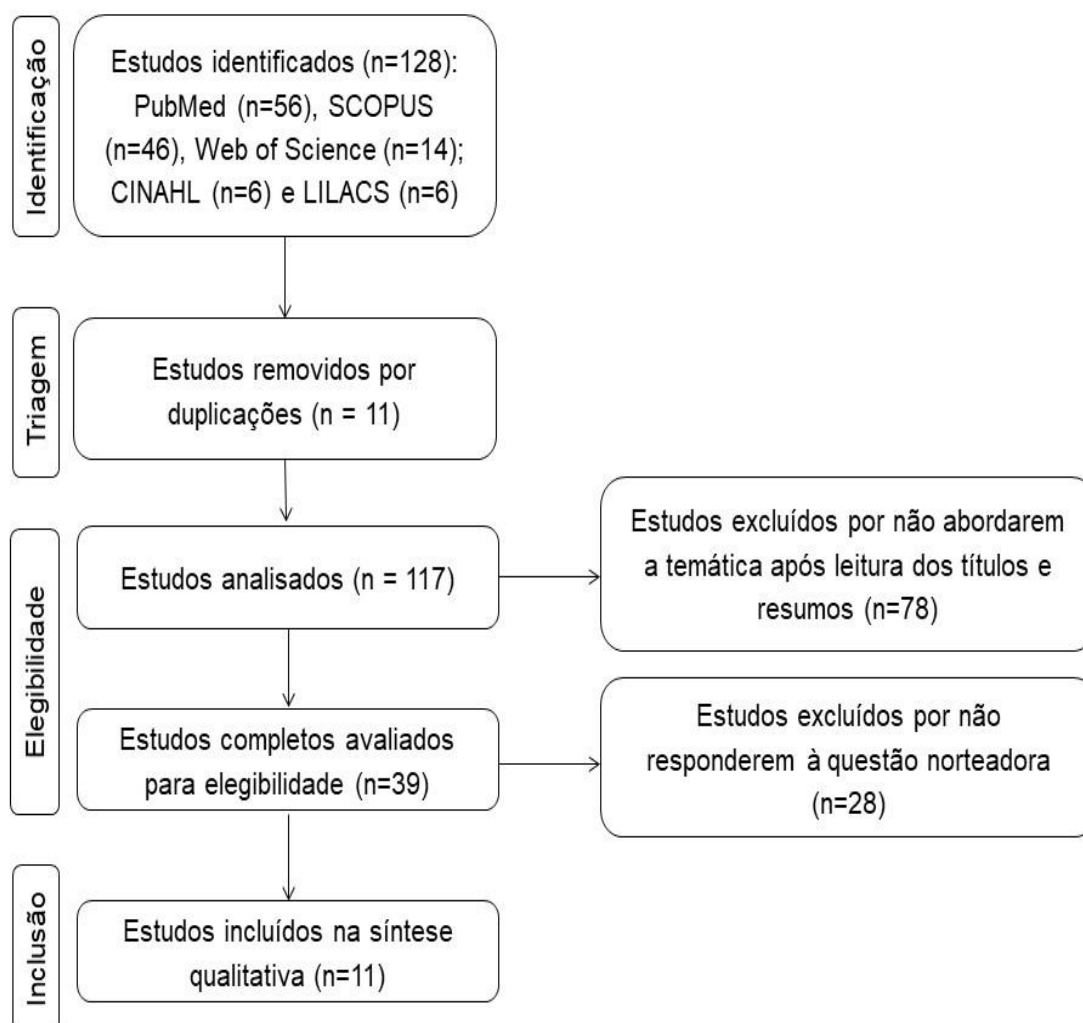 Identificação
Estudos identificados (n=128):
PubMed (n=56), SCOPUS
(n=46), Web of Science (n=14);
CINAHL (n=6) e LILACS (n=6)
Triagem
Estudos removidos por
duplicações (n = 11)
Elegibilidade
Estudos analisados (n = 117)
Estudos excluídos por não abordarem
a temática após leitura dos títulos e
resumos (n=78)
Estudos completos avaliados
para elegibilidade (n=39)
Estudos excluídos por não
responderem à questão norteadora
(n=28)
Inclusão
Estudos incluídos na síntese
qualitativa (n=11)